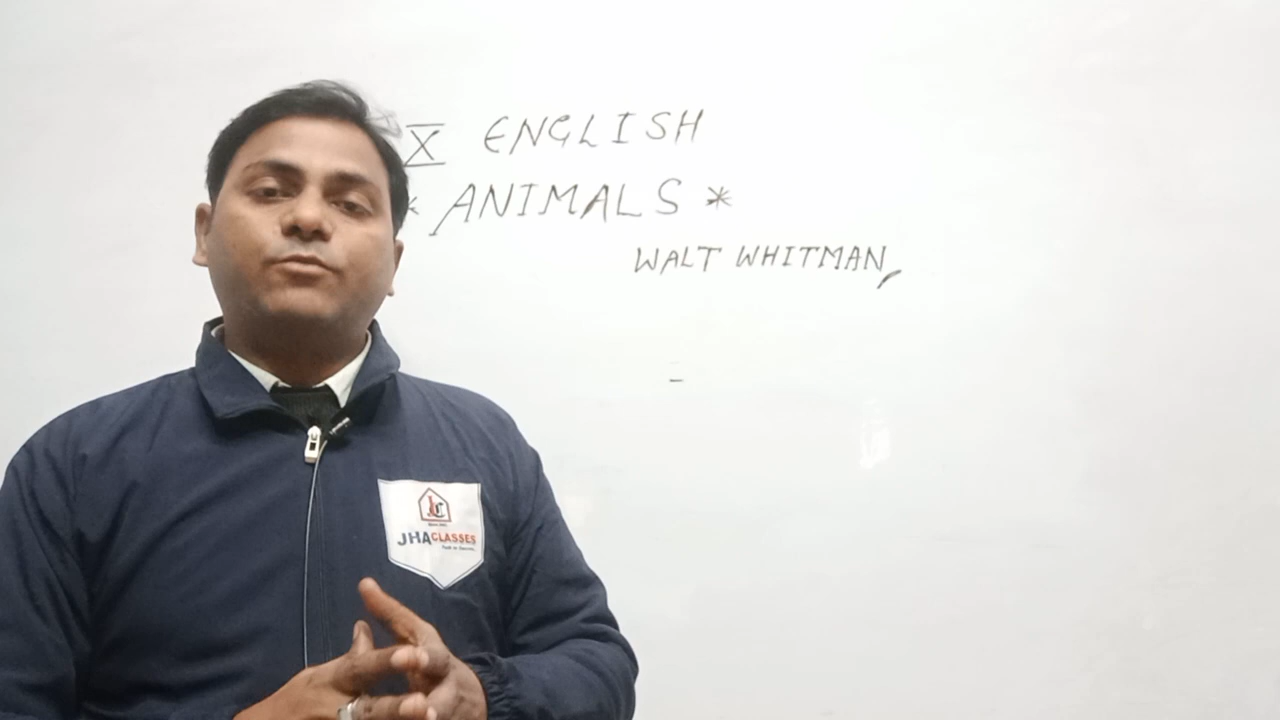 X ENGLISH
* ANIMALS *
WALT WHITMAN,
JHA CLASSES